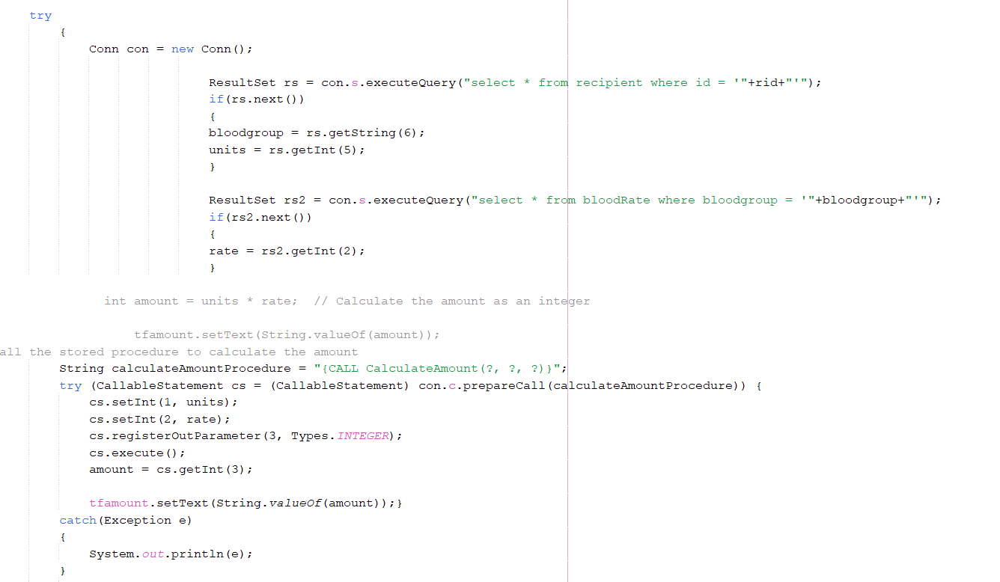 try
{
Conn con = new Conn();
ResultSet rs = con.s.executeQuery("select * from recipient where id = '"+rid+"'");
if(rs.next())
{
bloodgroup = rs.getString(6);
units = rs.getInt(5);
}
ResultSet rs2 = con.s.executeQuery("select * from bloodRate where bloodgroup = '"+bloodgroup+"'");
if(rs2.next())
{
rate = rs2.getInt(2);
}
int amount = units * rate;  // Calculate the amount as an integer
tfamount.setText(String.valueOf(amount));
all the stored procedure to calculate the amount
String calculateAmountProcedure = "{CALL CalculateAmount(?, ?, ?)}";
try (CallableStatement cs = (CallableStatement) con.c.prepareCall(calculateAmountProcedure)) {
cs.setInt(1, units);
cs.setInt(2, rate);
cs.registerOutParameter(3, Types.INTEGER);
cs.execute();
amount = cs.getInt(3);
tfamount.setText(String.valueOf(amount));}
catch(Exception e)
{
System.out.println(e);
}